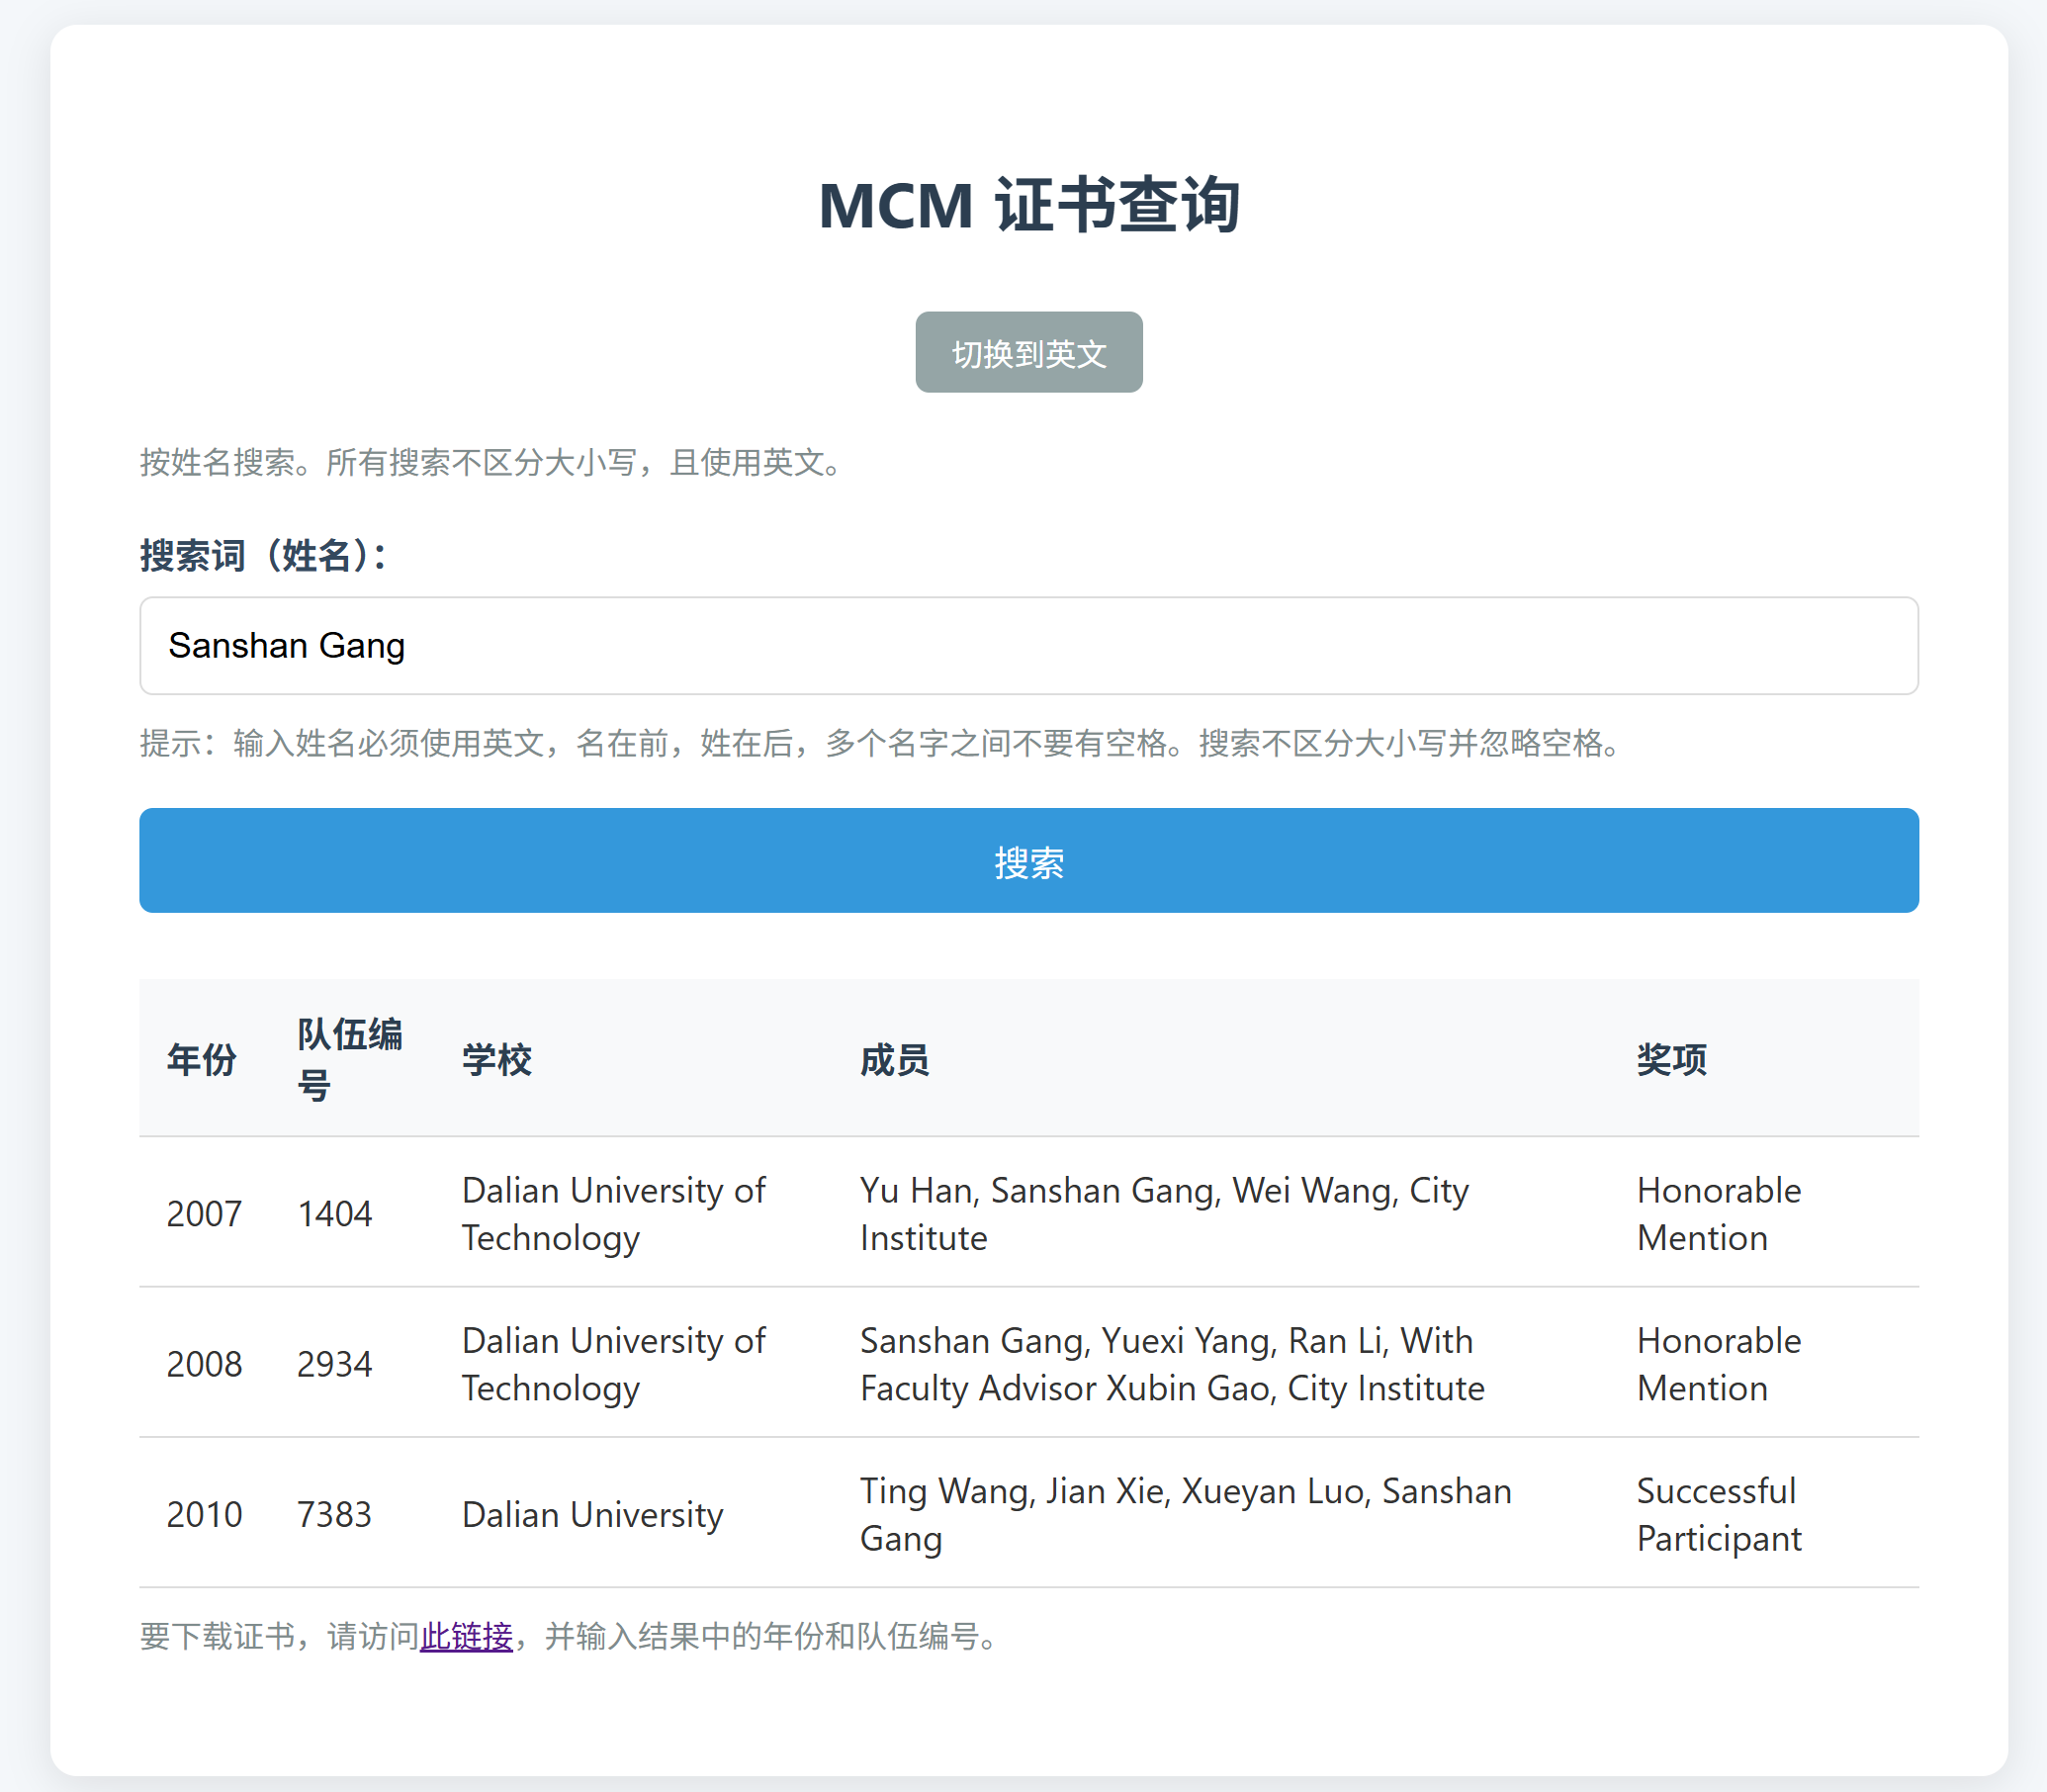 MCM 证书查询
切换到英文
按姓名搜索。所有搜索不区分大小写，且使用英文。
搜索词（姓名）：
Sanshan Gang
提示：输入姓名必须使用英文，名在前，姓在后，多个名字之间不要有空格。搜索不区分大小写并忽略空格。
搜索
年份 队伍编号 学校 成员 奖项
2007 1404 Dalian University of Technology Yu Han, Sanshan Gang, Wei Wang, City Institute Honorable Mention
2008 2934 Dalian University of Technology Sanshan Gang, Yuexi Yang, Ran Li, With Faculty Advisor Xubin Gao, City Institute Honorable Mention
2010 7383 Dalian University Ting Wang, Jian Xie, Xueyan Luo, Sanshan Gang Successful Participant
要下载证书，请访问此链接，并输入结果中的年份和队伍编号。